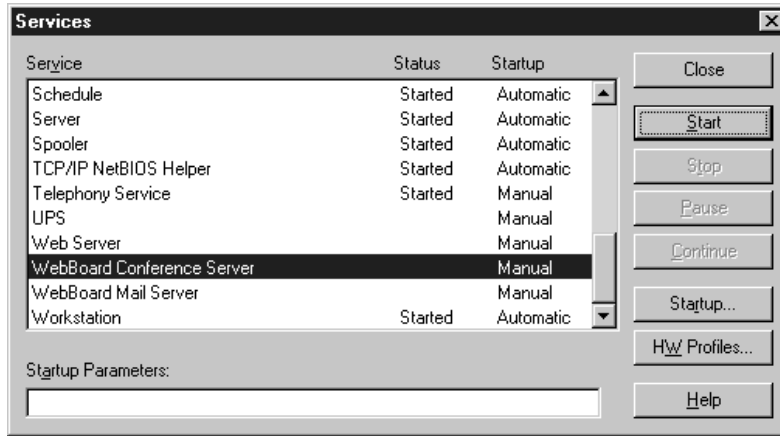 Services
Service Status Startup
Schedule Started Automatic
Server Started Automatic
Spooler Started Automatic
TCP/IP NetBIOS Helper Started Automatic
Telephony Service Started Manual
UPS Manual
Web Server Manual
WebBoard Conference Server Manual
WebBoard Mail Server Manual
Workstation Started Automatic
Startup Parameters:
Close
Start
Stop
Pause
Continue
Startup...
HW Profiles...
Help